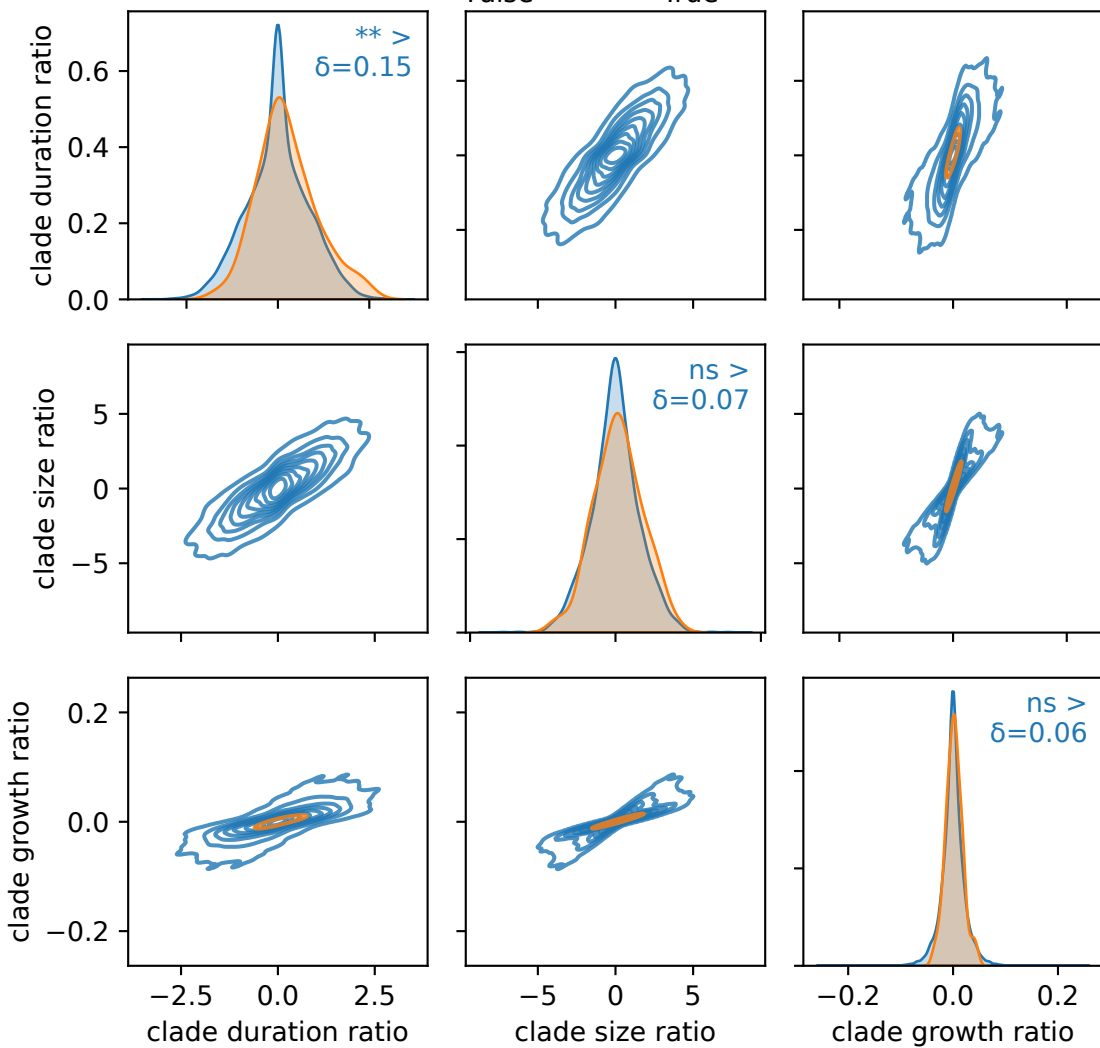 True
clade duration ratio
0.6
0.4
0.2
0.0
** >
δ=0.15
clade size ratio
5
0
−5
ns >
δ=0.07
clade growth ratio
0.2
0.0
−0.2
ns >
δ=0.06
−2.5 0.0 2.5
−5 0 5
−0.2 0.0 0.2
clade duration ratio
clade size ratio
clade growth ratio